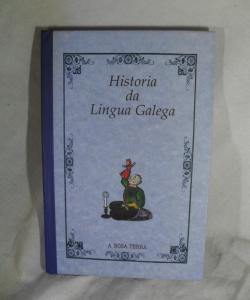 Historia
da
Lingua Galega
A NOSA TERRA